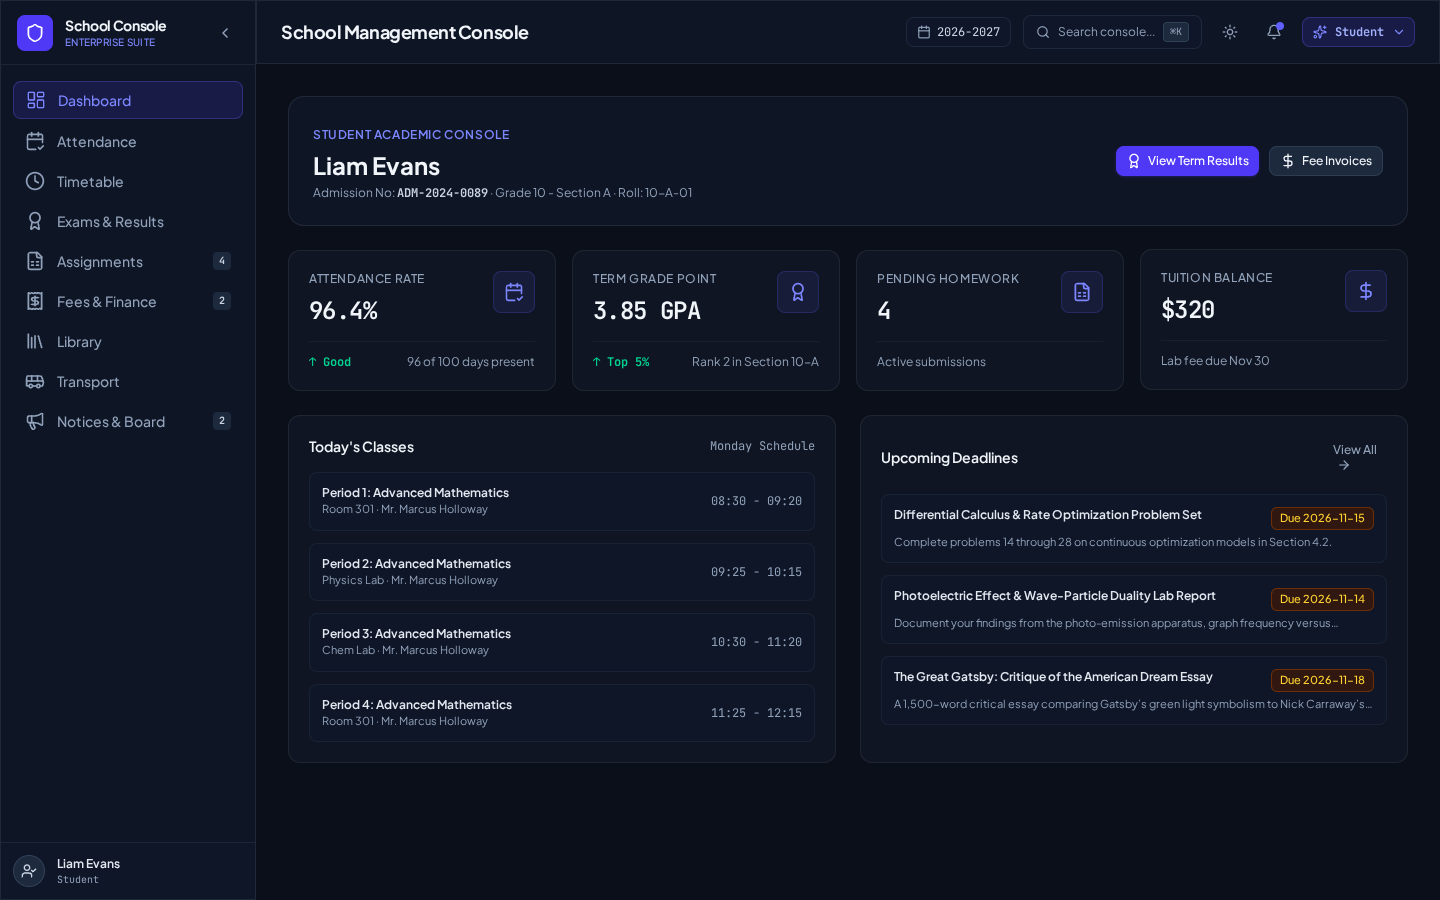 School Console
ENTERPRISE SUITE
School Management Console
2026-2027
Search console...
⌘K
Student
Dashboard
Attendance
Timetable
Exams & Results
Assignments 4
Fees & Finance 2
Library
Transport
Notices & Board 2
STUDENT ACADEMIC CONSOLE
Liam Evans
Admission No: ADM-2024-0089 · Grade 10 - Section A · Roll: 10-A-01
View Term Results
Fee Invoices
ATTENDANCE RATE
96.4%
↑ Good 96 of 100 days present
TERM GRADE POINT
3.85 GPA
↑ Top 5% Rank 2 in Section 10-A
PENDING HOMEWORK
4
Active submissions
TUITION BALANCE
$320
Lab fee due Nov 30
Today's Classes Monday Schedule
Period 1: Advanced Mathematics
Room 301 · Mr. Marcus Holloway
08:30 - 09:20
Period 2: Advanced Mathematics
Physics Lab · Mr. Marcus Holloway
09:25 - 10:15
Period 3: Advanced Mathematics
Chem Lab · Mr. Marcus Holloway
10:30 - 11:20
Period 4: Advanced Mathematics
Room 301 · Mr. Marcus Holloway
11:25 - 12:15
Upcoming Deadlines
View All
→
Differential Calculus & Rate Optimization Problem Set
Due 2026-11-15
Complete problems 14 through 28 on continuous optimization models in Section 4.2.
Photoelectric Effect & Wave-Particle Duality Lab Report
Due 2026-11-14
Document your findings from the photo-emission apparatus, graph frequency versus...
The Great Gatsby: Critique of the American Dream Essay
Due 2026-11-18
A 1,500-word critical essay comparing Gatsby's green light symbolism to Nick Carraway's...
Liam Evans
Student